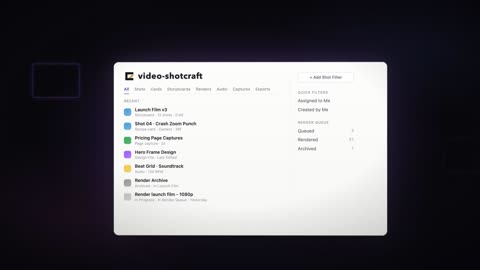 video-shotcraft
All Shots Cards Storyboards Renders Audio Captures Exports
RECENT
Launch Film v3
Shot 04 · Crash Zoom Punch
Pricing Page Captures
Hero Frame Design
Beat Grid · Soundtrack
Render Archive
Render launch film – 1080p
+ Add Shot Filter
QUICK FILTERS
Assigned to Me
Created by Me
RENDER QUEUE
Queued 3
Rendered
Archived